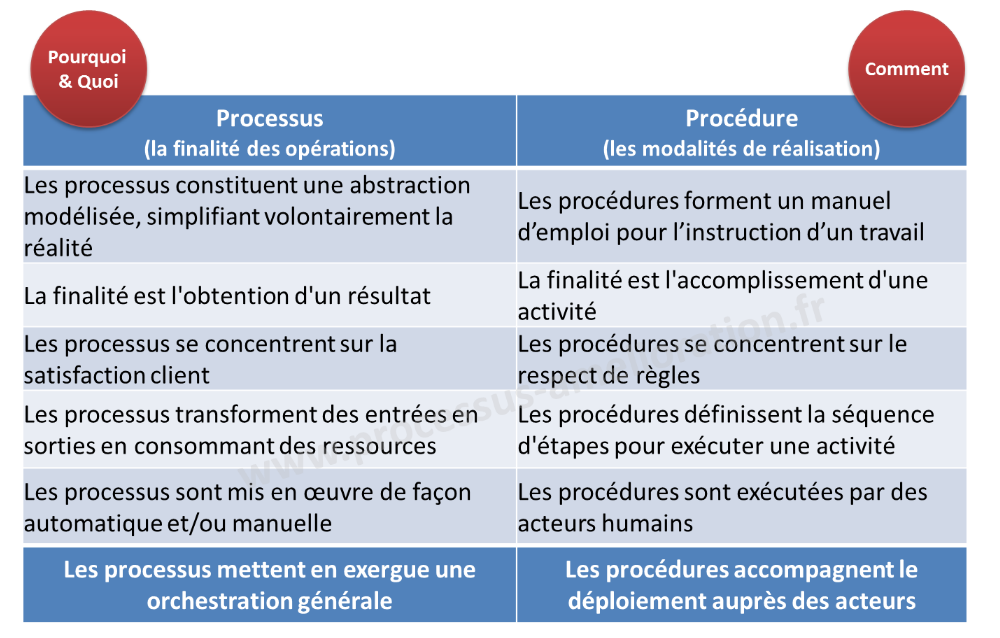 Pourquoi
& Quoi
Comment
Processus
(la finalité des opérations)
Procédure
(les modalités de réalisation)
Les processus constituent une abstraction
modélisée, simplifiant volontairement la
réalité
Les procédures forment un manuel
d’emploi pour l’instruction d’un travail
La finalité est l'obtention d'un résultat
La finalité est l'accomplissement d'une
activité
Les processus se concentrent sur la
satisfaction client
Les procédures se concentrent sur le
respect de règles
Les processus transforment des entrées en
sorties en consommant des ressources
Les procédures définissent la séquence
d'étapes pour exécuter une activité
Les processus sont mis en œuvre de façon
automatique et/ou manuelle
Les procédures sont exécutées par des
acteurs humains
Les processus mettent en exergue une
orchestration générale
Les procédures accompagnent le
déploiement auprès des acteurs
www.processus-amelioration.fr